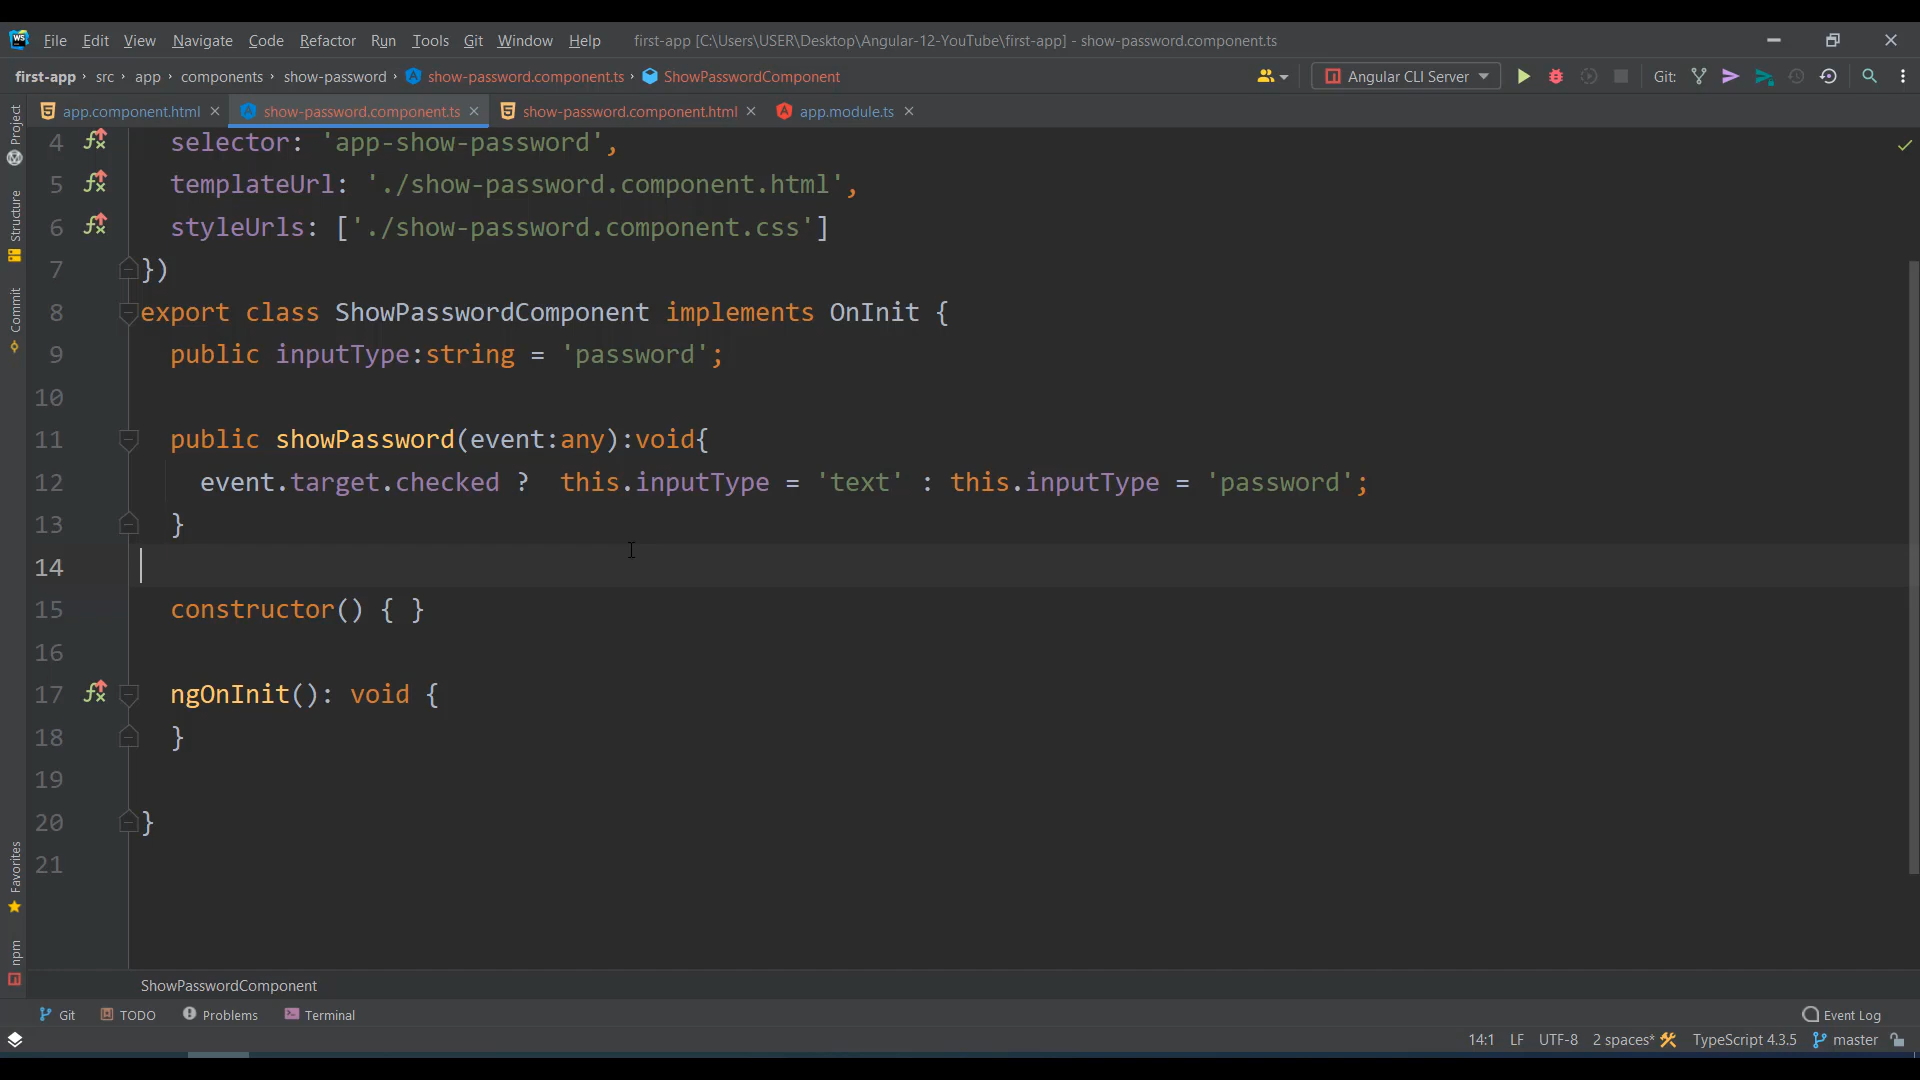 WS File Edit View Navigate Code Refactor Run Tools Git Window Help first-app [C:\Users\USER\Desktop\Angular-12-YouTube\first-app] - show-password.component.ts
first-app › src › app › components › show-password › show-password.component.ts › ShowPasswordComponent Angular CLI Server Git:
app.component.html show-password.component.ts show-password.component.html app.module.ts
Project
Structure
Commit
Favorites
npm
4 selector: 'app-show-password',
5 templateUrl: './show-password.component.html',
6 styleUrls: ['./show-password.component.css']
7 })
8 export class ShowPasswordComponent implements OnInit {
9 public inputType:string = 'password';
10
11 public showPassword(event:any):void{
12 event.target.checked ?  this.inputType = 'text' : this.inputType = 'password';
13 }
14
15 constructor() { }
16
17 ngOnInit(): void {
18 }
19
20 }
21
ShowPasswordComponent
Git TODO Problems Terminal Event Log
14:1 LF UTF-8 2 spaces* TypeScript 4.3.5 master